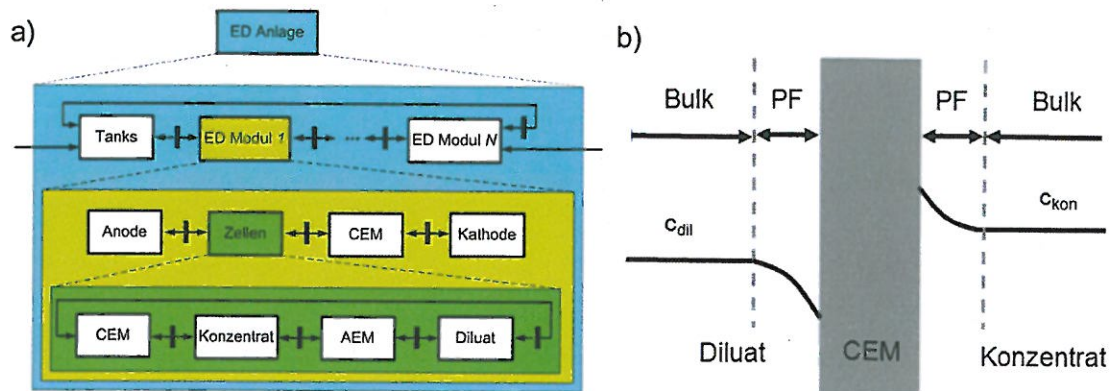 a)
ED Anlage
Tanks
ED Modul 1
...
ED Modul N
Anode
Zellen
CEM
Kathode
CEM
Konzentrat
AEM
Diluat
b)
Bulk
PF
PF
Bulk
c_dil
c_kon
Diluat
CEM
Konzentrat